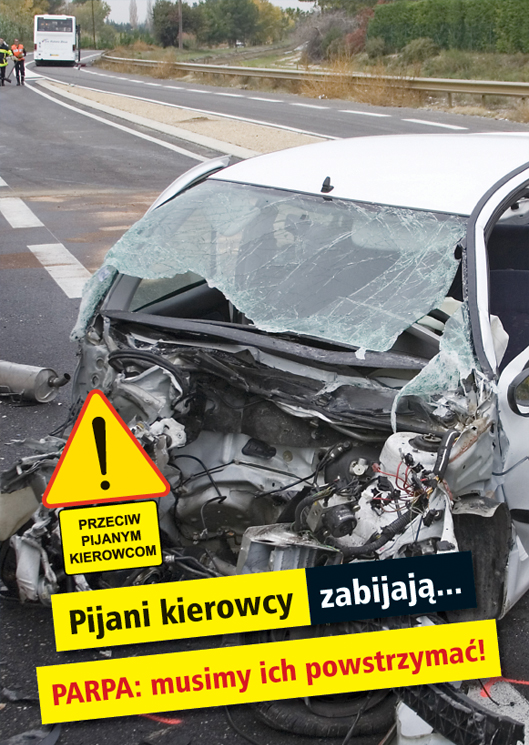 PRZECIW
PIJANYM
KIEROWCOM
Pijani kierowcy zabijają...
PARPA: musimy ich powstrzymać!